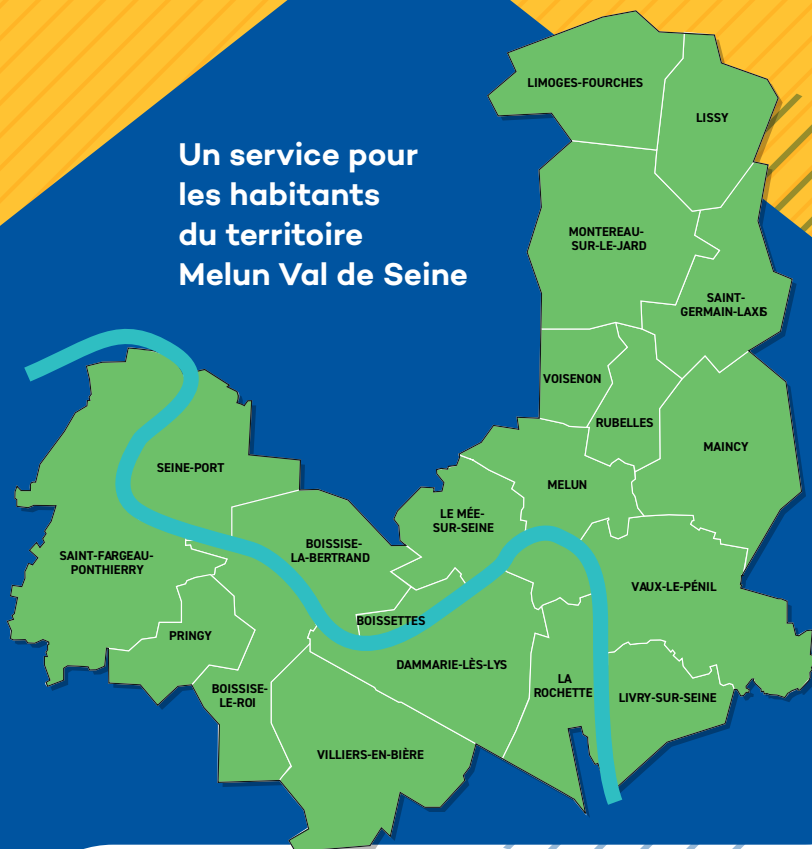 Un service pour
les habitants
du territoire
Melun Val de Seine
LIMOGES-FOURCHES
LISSY
MONTEREAU-
SUR-LE-JARD
SAINT-
GERMAIN-LAXIS
VOISENON
RUBELLES
MAINCY
SEINE-PORT
MELUN
LE MÉE-
SUR-SEINE
BOISSISE-
LA-BERTRAND
SAINT-FARGEAU-
PONTHIERRY
VAUX-LE-PÉNIL
BOISSETTES
PRINGY
DAMMARIE-LÈS-LYS
LA
ROCHETTE
BOISSISE-
LE-ROI
LIVRY-SUR-SEINE
VILLIERS-EN-BIÈRE